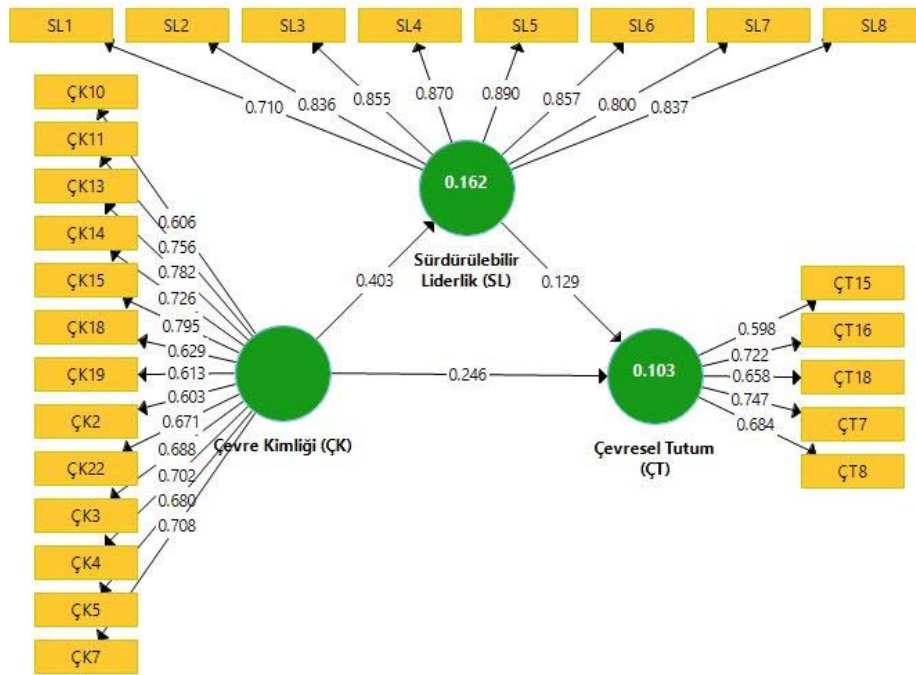 SL1
SL2
SL3
SL4
SL5
SL6
SL7
SL8
0.710
0.836
0.855
0.870
0.890
0.857
0.800
0.837
ÇK10
ÇK11
ÇK13
ÇK14
ÇK15
ÇK18
ÇK19
ÇK2
ÇK22
ÇK3
ÇK4
ÇK5
ÇK7
0.606
0.756
0.782
0.726
0.795
0.629
0.613
0.603
0.671
0.688
0.702
0.680
0.708
0.162
Sürdürülebilir
Liderlik (SL)
0.403
0.129
0.246
Çevre Kimliği (ÇK)
0.103
Çevresel Tutum
(ÇT)
0.598
0.722
0.658
0.747
0.684
ÇT15
ÇT16
ÇT18
ÇT7
ÇT8